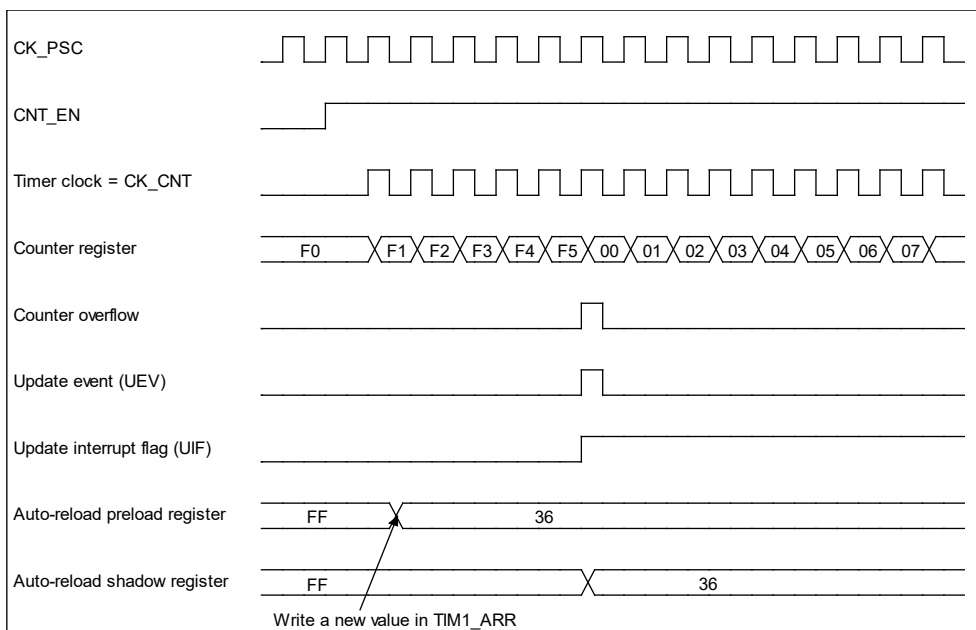 CK_PSC
CNT_EN
Timer clock = CK_CNT
Counter register
F0 F1 F2 F3 F4 F5 00 01 02 03 04 05 06 07
Counter overflow
Update event (UEV)
Update interrupt flag (UIF)
Auto-reload preload register
FF 36
Auto-reload shadow register
FF 36
Write a new value in TIM1_ARR